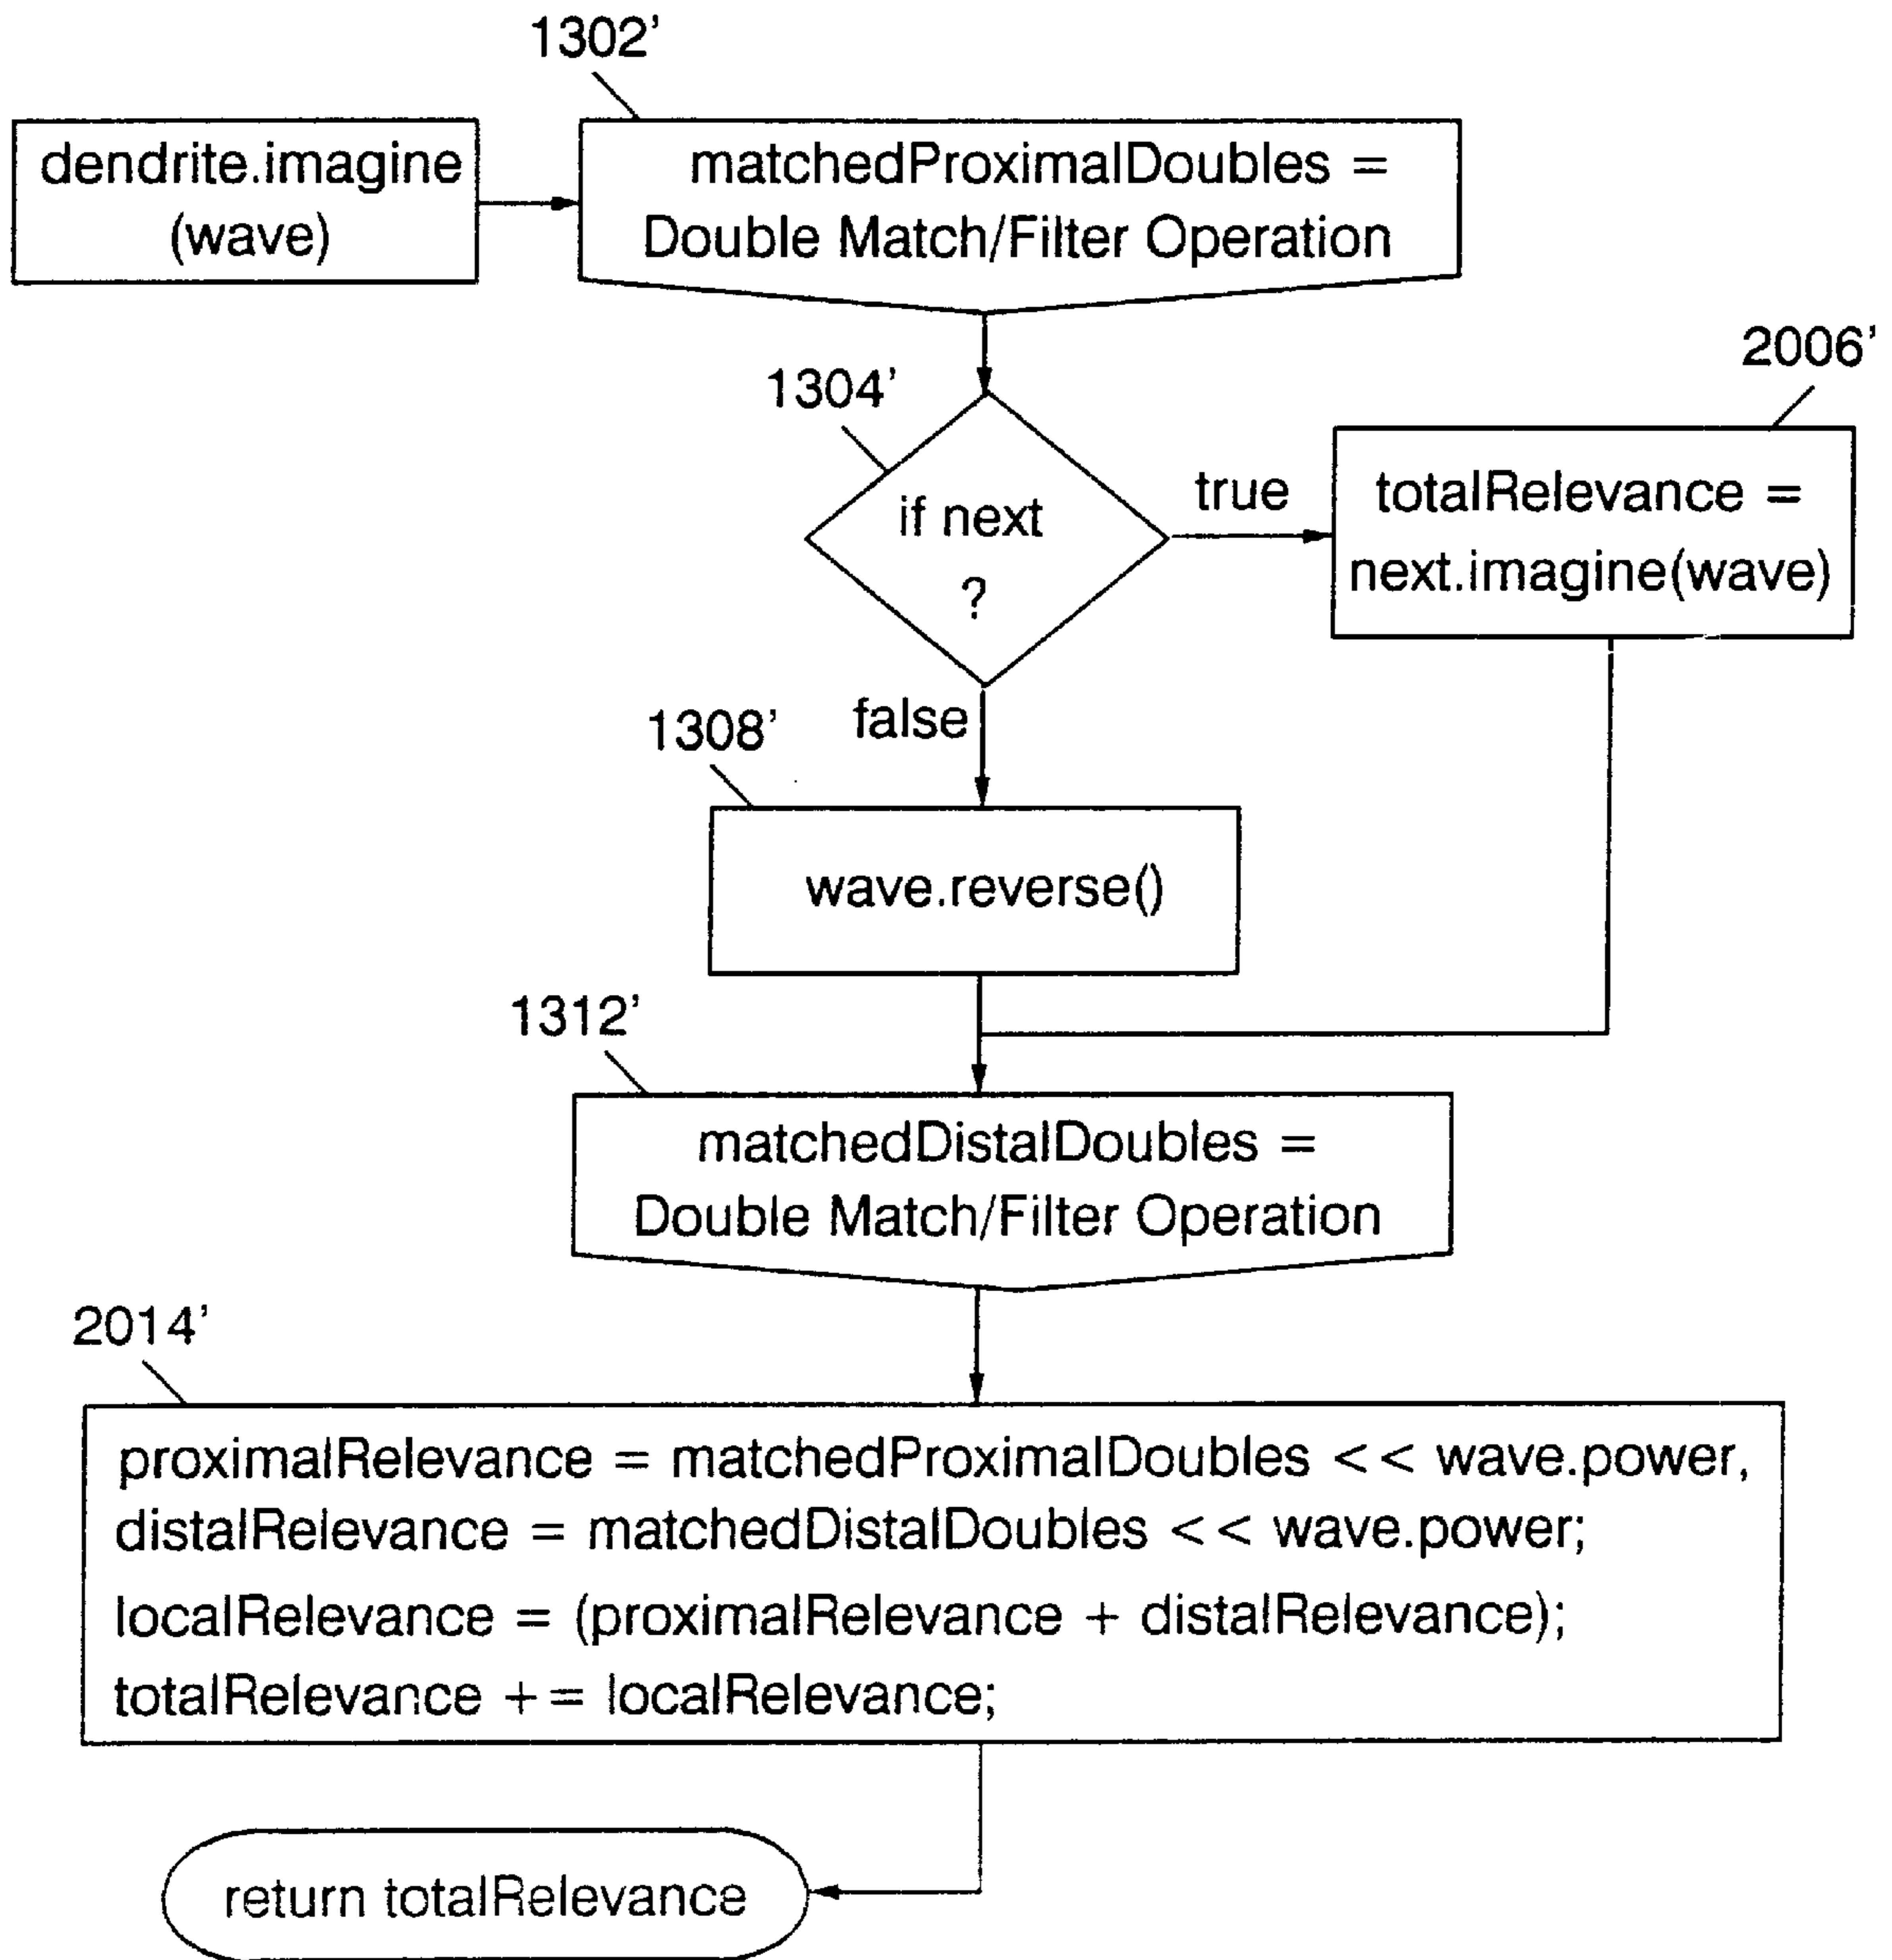 1302'
dendrite.imagine
(wave)
matchedProximalDoubles =
Double Match/Filter Operation
2006'
1304'
if next
?
true
totalRelevance =
next.imagine(wave)
false
1308'
wave.reverse()
1312'
matchedDistalDoubles =
Double Match/Filter Operation
2014'
proximalRelevance = matchedProximalDoubles << wave.power,
distalRelevance = matchedDistalDoubles << wave.power;
localRelevance = (proximalRelevance + distalRelevance);
totalRelevance += localRelevance;
return totalRelevance